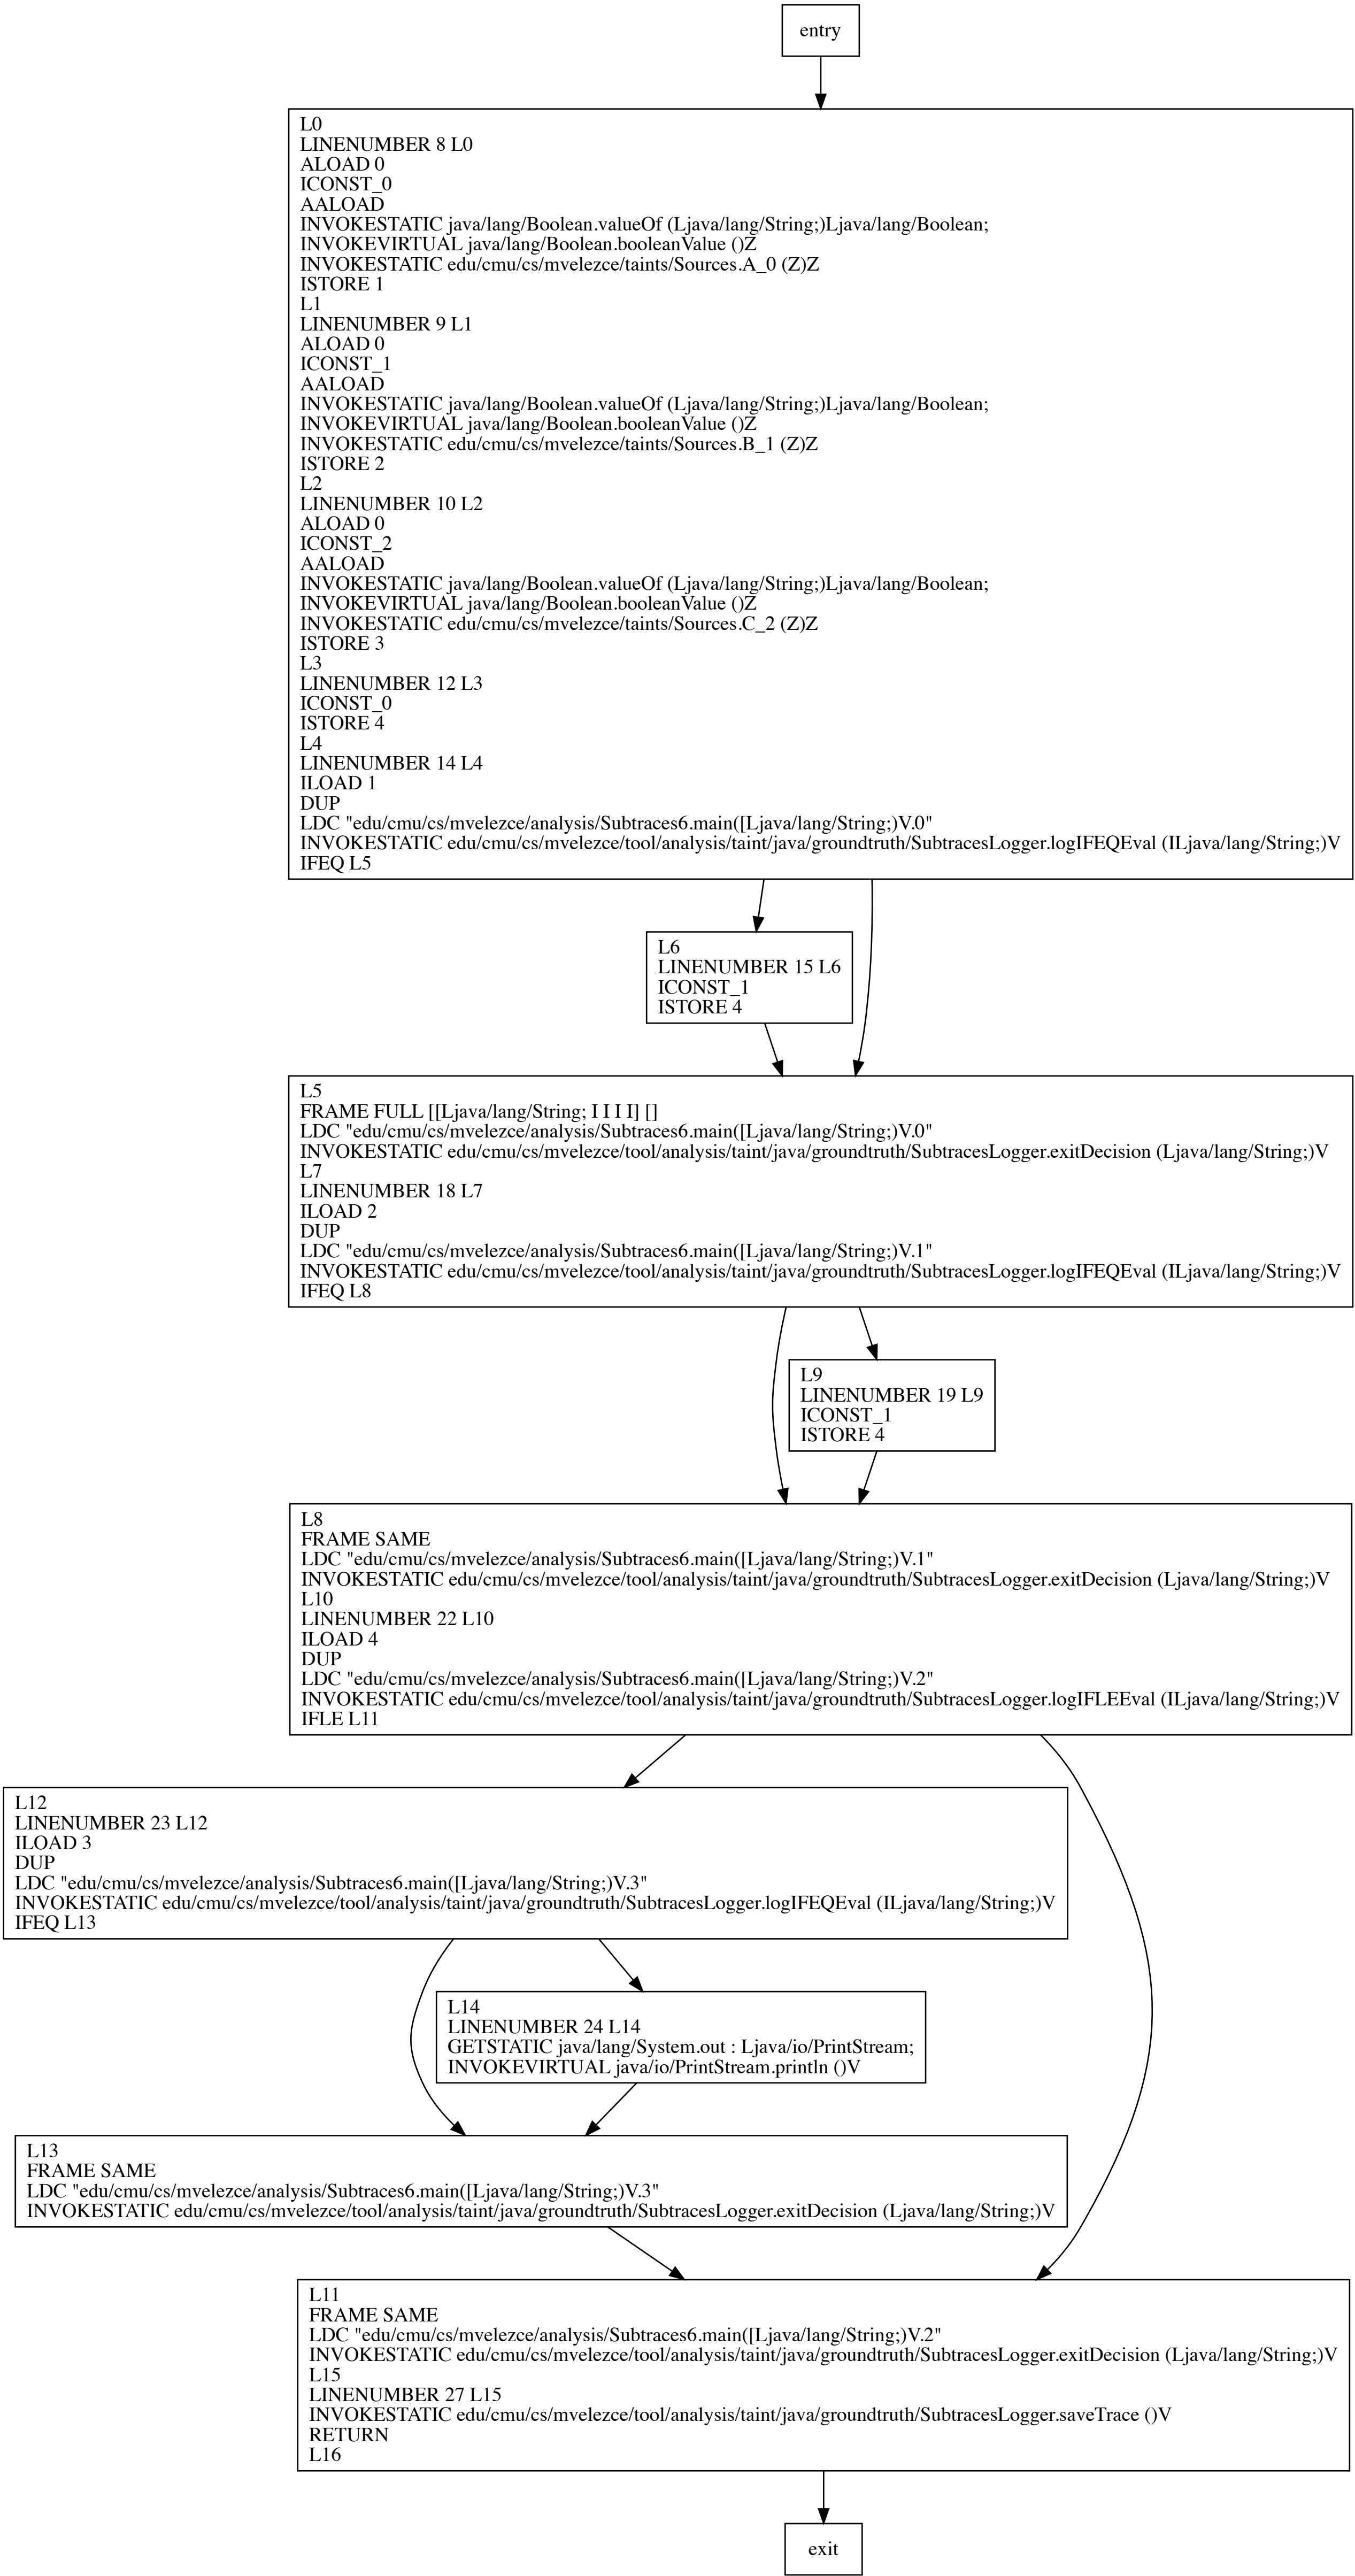 entry
L0
LINENUMBER 8 L0
ALOAD 0
ICONST_0
AALOAD
INVOKESTATIC java/lang/Boolean.valueOf (Ljava/lang/String;)Ljava/lang/Boolean;
INVOKEVIRTUAL java/lang/Boolean.booleanValue ()Z
INVOKESTATIC edu/cmu/cs/mvelezce/taints/Sources.A_0 (Z)Z
ISTORE 1
L1
LINENUMBER 9 L1
ALOAD 0
ICONST_1
AALOAD
INVOKESTATIC java/lang/Boolean.valueOf (Ljava/lang/String;)Ljava/lang/Boolean;
INVOKEVIRTUAL java/lang/Boolean.booleanValue ()Z
INVOKESTATIC edu/cmu/cs/mvelezce/taints/Sources.B_1 (Z)Z
ISTORE 2
L2
LINENUMBER 10 L2
ALOAD 0
ICONST_2
AALOAD
INVOKESTATIC java/lang/Boolean.valueOf (Ljava/lang/String;)Ljava/lang/Boolean;
INVOKEVIRTUAL java/lang/Boolean.booleanValue ()Z
INVOKESTATIC edu/cmu/cs/mvelezce/taints/Sources.C_2 (Z)Z
ISTORE 3
L3
LINENUMBER 12 L3
ICONST_0
ISTORE 4
L4
LINENUMBER 14 L4
ILOAD 1
DUP
LDC "edu/cmu/cs/mvelezce/analysis/Subtraces6.main([Ljava/lang/String;)V.0"
INVOKESTATIC edu/cmu/cs/mvelezce/tool/analysis/taint/java/groundtruth/SubtracesLogger.logIFEQEval (ILjava/lang/String;)V
IFEQ L5
L6
LINENUMBER 15 L6
ICONST_1
ISTORE 4
L5
FRAME FULL [[Ljava/lang/String; I I I I] []
LDC "edu/cmu/cs/mvelezce/analysis/Subtraces6.main([Ljava/lang/String;)V.0"
INVOKESTATIC edu/cmu/cs/mvelezce/tool/analysis/taint/java/groundtruth/SubtracesLogger.exitDecision (Ljava/lang/String;)V
L7
LINENUMBER 18 L7
ILOAD 2
DUP
LDC "edu/cmu/cs/mvelezce/analysis/Subtraces6.main([Ljava/lang/String;)V.1"
INVOKESTATIC edu/cmu/cs/mvelezce/tool/analysis/taint/java/groundtruth/SubtracesLogger.logIFEQEval (ILjava/lang/String;)V
IFEQ L8
L9
LINENUMBER 19 L9
ICONST_1
ISTORE 4
L8
FRAME SAME
LDC "edu/cmu/cs/mvelezce/analysis/Subtraces6.main([Ljava/lang/String;)V.1"
INVOKESTATIC edu/cmu/cs/mvelezce/tool/analysis/taint/java/groundtruth/SubtracesLogger.exitDecision (Ljava/lang/String;)V
L10
LINENUMBER 22 L10
ILOAD 4
DUP
LDC "edu/cmu/cs/mvelezce/analysis/Subtraces6.main([Ljava/lang/String;)V.2"
INVOKESTATIC edu/cmu/cs/mvelezce/tool/analysis/taint/java/groundtruth/SubtracesLogger.logIFLEEval (ILjava/lang/String;)V
IFLE L11
L12
LINENUMBER 23 L12
ILOAD 3
DUP
LDC "edu/cmu/cs/mvelezce/analysis/Subtraces6.main([Ljava/lang/String;)V.3"
INVOKESTATIC edu/cmu/cs/mvelezce/tool/analysis/taint/java/groundtruth/SubtracesLogger.logIFEQEval (ILjava/lang/String;)V
IFEQ L13
L14
LINENUMBER 24 L14
GETSTATIC java/lang/System.out : Ljava/io/PrintStream;
INVOKEVIRTUAL java/io/PrintStream.println ()V
L13
FRAME SAME
LDC "edu/cmu/cs/mvelezce/analysis/Subtraces6.main([Ljava/lang/String;)V.3"
INVOKESTATIC edu/cmu/cs/mvelezce/tool/analysis/taint/java/groundtruth/SubtracesLogger.exitDecision (Ljava/lang/String;)V
L11
FRAME SAME
LDC "edu/cmu/cs/mvelezce/analysis/Subtraces6.main([Ljava/lang/String;)V.2"
INVOKESTATIC edu/cmu/cs/mvelezce/tool/analysis/taint/java/groundtruth/SubtracesLogger.exitDecision (Ljava/lang/String;)V
L15
LINENUMBER 27 L15
INVOKESTATIC edu/cmu/cs/mvelezce/tool/analysis/taint/java/groundtruth/SubtracesLogger.saveTrace ()V
RETURN
L16
exit